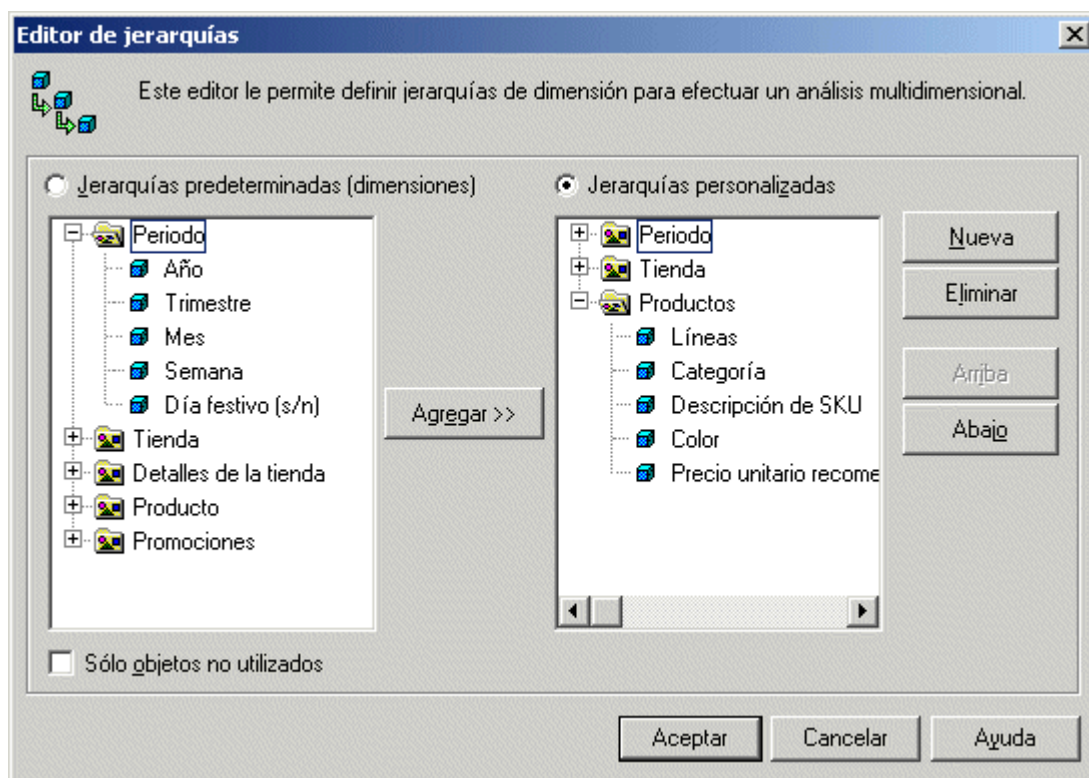 Editor de jerarquías
Este editor le permite definir jerarquías de dimensión para efectuar un análisis multidimensional.
Jerarquías predeterminadas (dimensiones)
Periodo
Año
Trimestre
Mes
Semana
Día festivo (s/n)
Tienda
Detalles de la tienda
Producto
Promociones
Agregar >>
Jerarquías personalizadas
Periodo
Tienda
Productos
Líneas
Categoría
Descripción de SKU
Color
Precio unitario recome
Nueva
Eliminar
Arriba
Abajo
Sólo objetos no utilizados
Aceptar
Cancelar
Ayuda